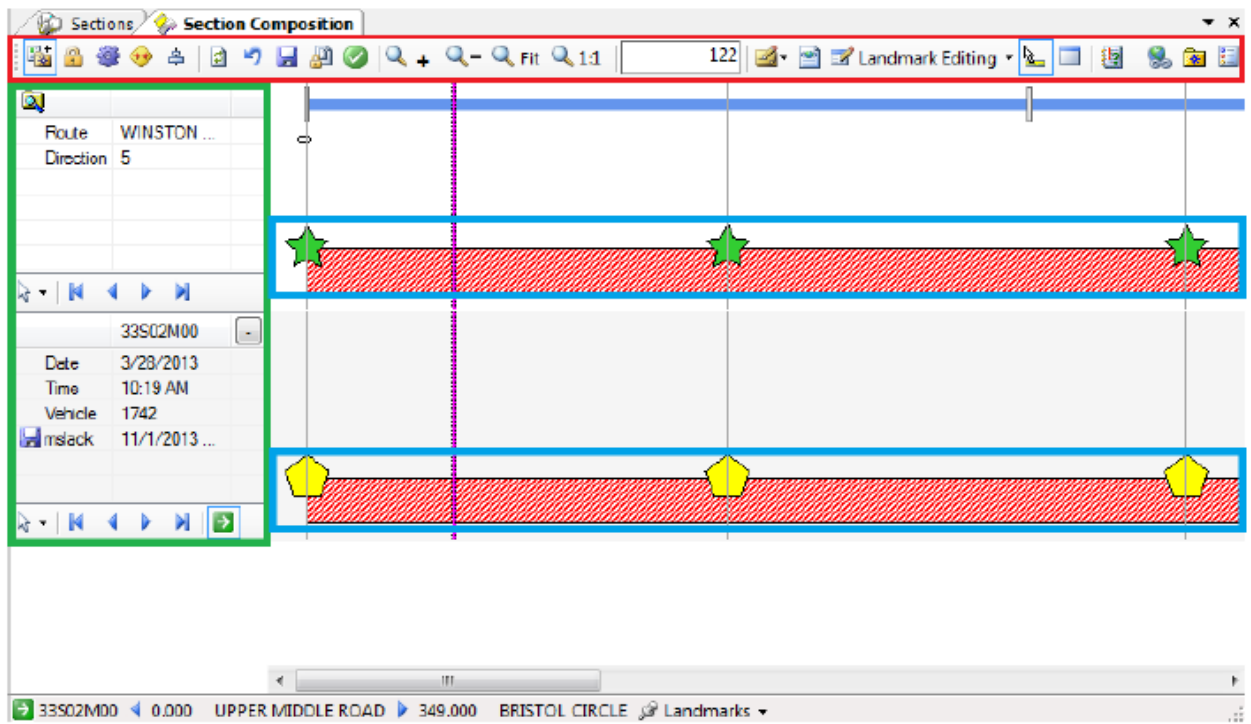 Sections Section Composition
+ - Fit 1:1 122 Landmark Editing
Route WINSTON ...
Direction 5
33S02M00 -
Date 3/28/2013
Time 10:19 AM
Vehicle 1742
mslack 11/1/2013 ...
33S02M00 0.000 UPPER MIDDLE ROAD 349.000 BRISTOL CIRCLE Landmarks